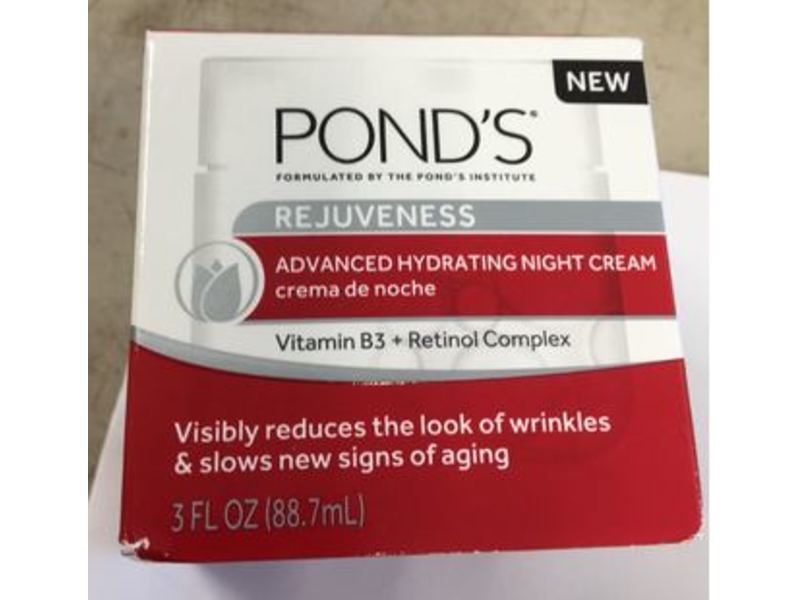 NEW
POND'S
FORMULATED BY THE POND'S INSTITUTE
REJUVENESS
ADVANCED HYDRATING NIGHT CREAM
crema de noche
Vitamin B3 + Retinol Complex
Visibly reduces the look of wrinkles
& slows new signs of aging
3 FL OZ (88.7mL)